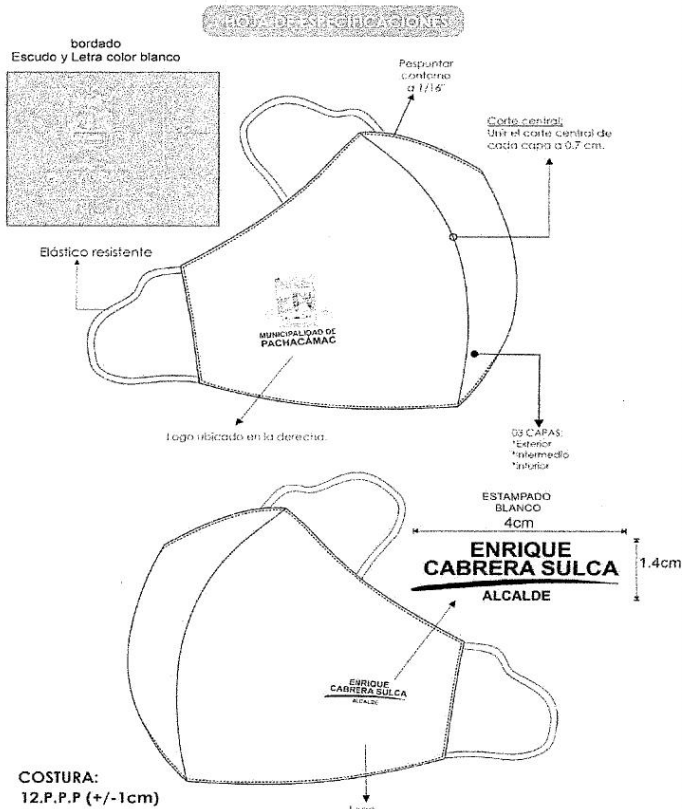 HOJA DE ESPECIFICACIONES
bordado
Escudo y Letra color blanco
Pespuntar
contorno
a 1/16"
Corte central:
Unir el corte central de
cada capa a 0.7 cm.
Elástico resistente
MUNICIPALIDAD DE
PACHACÁMAC
Logo ubicado en la derecha.
03 CAPAS:
*Exterior
*Intermedio
*Interior
ESTAMPADO
BLANCO
4cm
ENRIQUE
CABRERA SULCA
ALCALDE
1.4cm
ENRIQUE
CABRERA SULCA
ALCALDE
COSTURA:
12.P.P.P (+/-1cm)